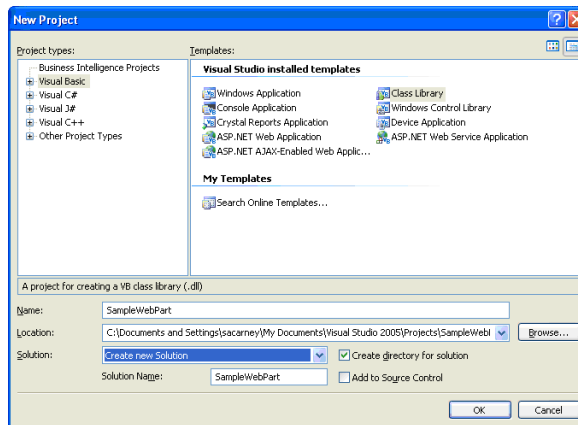 New Project
Project types:
Templates:
Business Intelligence Projects
Visual Basic
Visual C#
Visual J#
Visual C++
Other Project Types
Visual Studio installed templates
Windows Application
Class Library
Console Application
Windows Control Library
Crystal Reports Application
Device Application
ASP.NET Web Application
ASP.NET Web Service Application
ASP.NET AJAX-Enabled Web Applic...
My Templates
Search Online Templates...
A project for creating a VB class library (.dll)
Name: SampleWebPart
Location: C:\Documents and Settings\sacarney\My Documents\Visual Studio 2005\Projects\SampleWebI Browse...
Solution: Create new Solution Create directory for solution
Solution Name: SampleWebPart Add to Source Control
OK Cancel